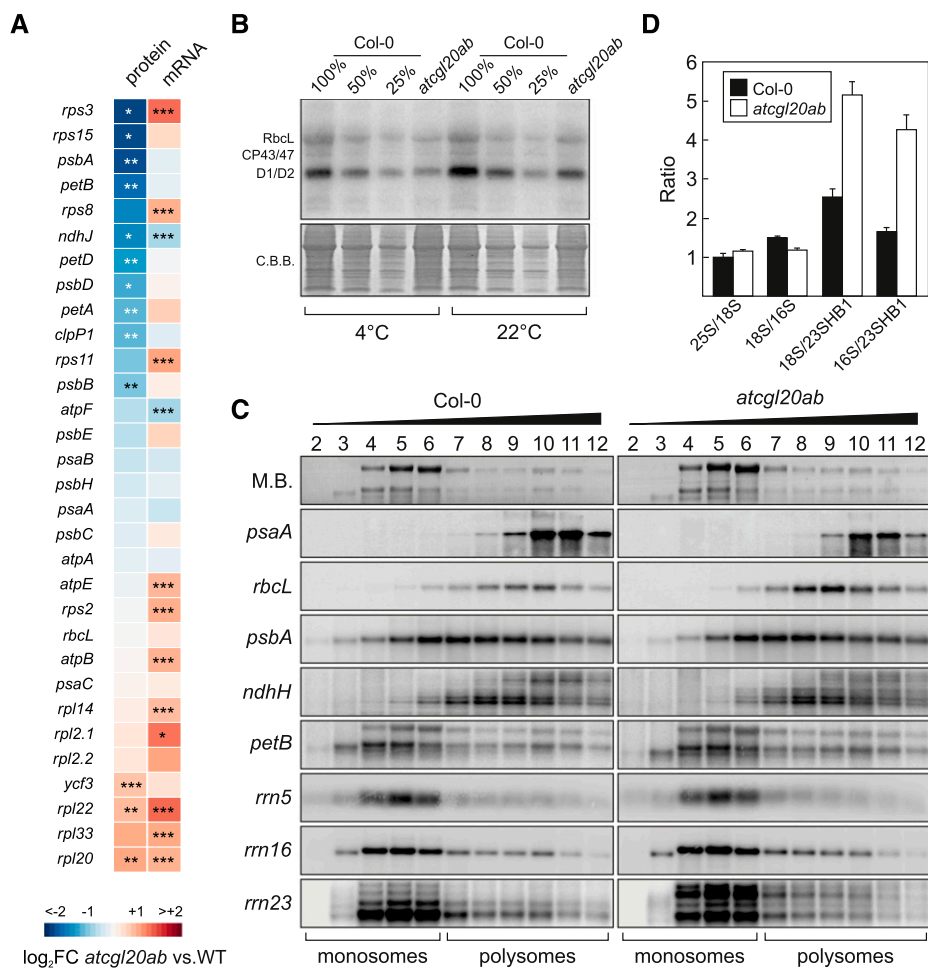 A
protein
mRNA
rps3 * ***
rps15 *
psbA **
petB **
rps8 ***
ndhJ * ***
petD **
psbD *
petA **
clpP1 **
rps11 ***
psbB **
atpF ***
psbE
psaB
psbH
psaA
psbC
atpA
atpE ***
rps2 ***
rbcL
atpB ***
psaC
rpl14 ***
rpl2.1 *
rpl2.2
ycf3 ***
rpl22 ** ***
rpl33 ***
rpl20 ** ***
<-2 -1 +1 >+2
log₂FC atcgl20ab vs.WT
B
Col-0 Col-0
100% 50% 25% atcgl20ab 100% 50% 25% atcgl20ab
RbcL
CP43/47
D1/D2
C.B.B.
4°C 22°C
D
Col-0
atcgl20ab
Ratio
6
5
4
3
2
1
25S/18S 18S/16S 18S/23SHB1 16S/23SHB1
C
Col-0 atcgl20ab
2 3 4 5 6 7 8 9 10 11 12 2 3 4 5 6 7 8 9 10 11 12
M.B.
psaA
rbcL
psbA
ndhH
petB
rrn5
rrn16
rrn23
monosomes polysomes monosomes polysomes